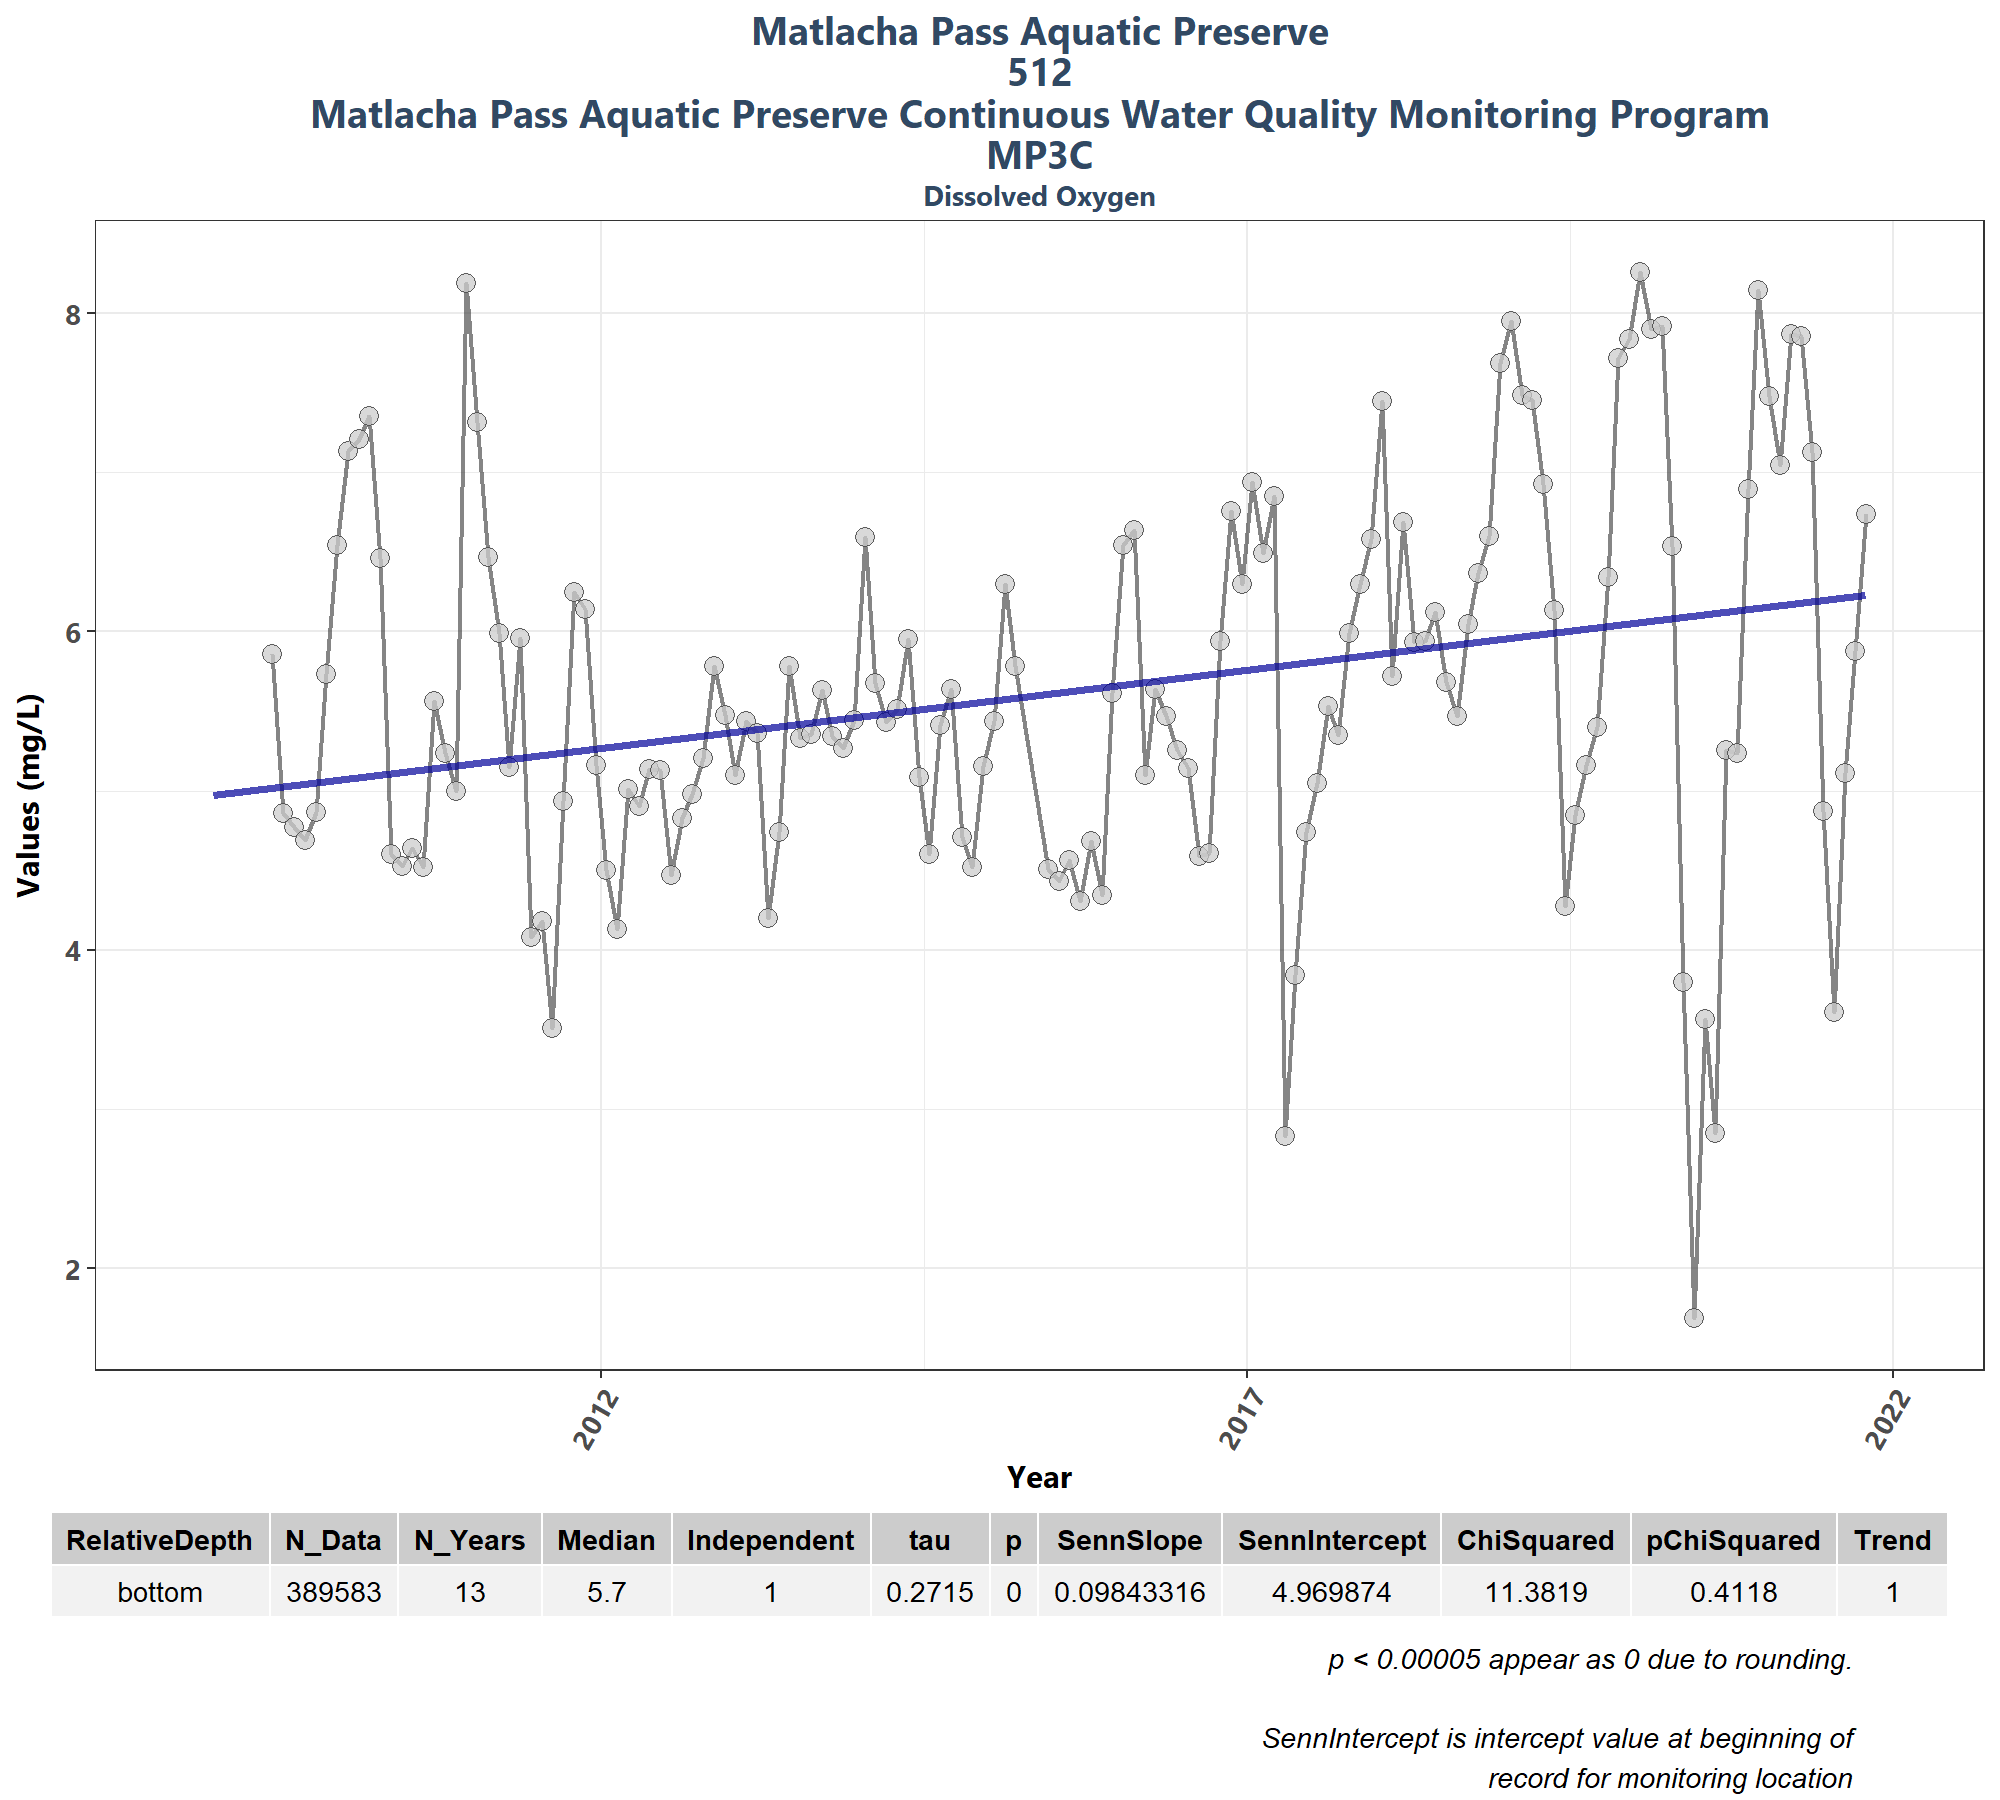 Matlacha Pass Aquatic Preserve
512
Matlacha Pass Aquatic Preserve Continuous Water Quality Monitoring Program
MP3C
Dissolved Oxygen
Values (mg/L)
8
6
4
2
2012 2017 2022
Year
RelativeDepth N_Data N_Years Median Independent tau p SennSlope SennIntercept ChiSquared pChiSquared Trend
bottom 389583 13 5.7 1 0.2715 0 0.09843316 4.969874 11.3819 0.4118 1
p < 0.00005 appear as 0 due to rounding.
SennIntercept is intercept value at beginning of
record for monitoring location